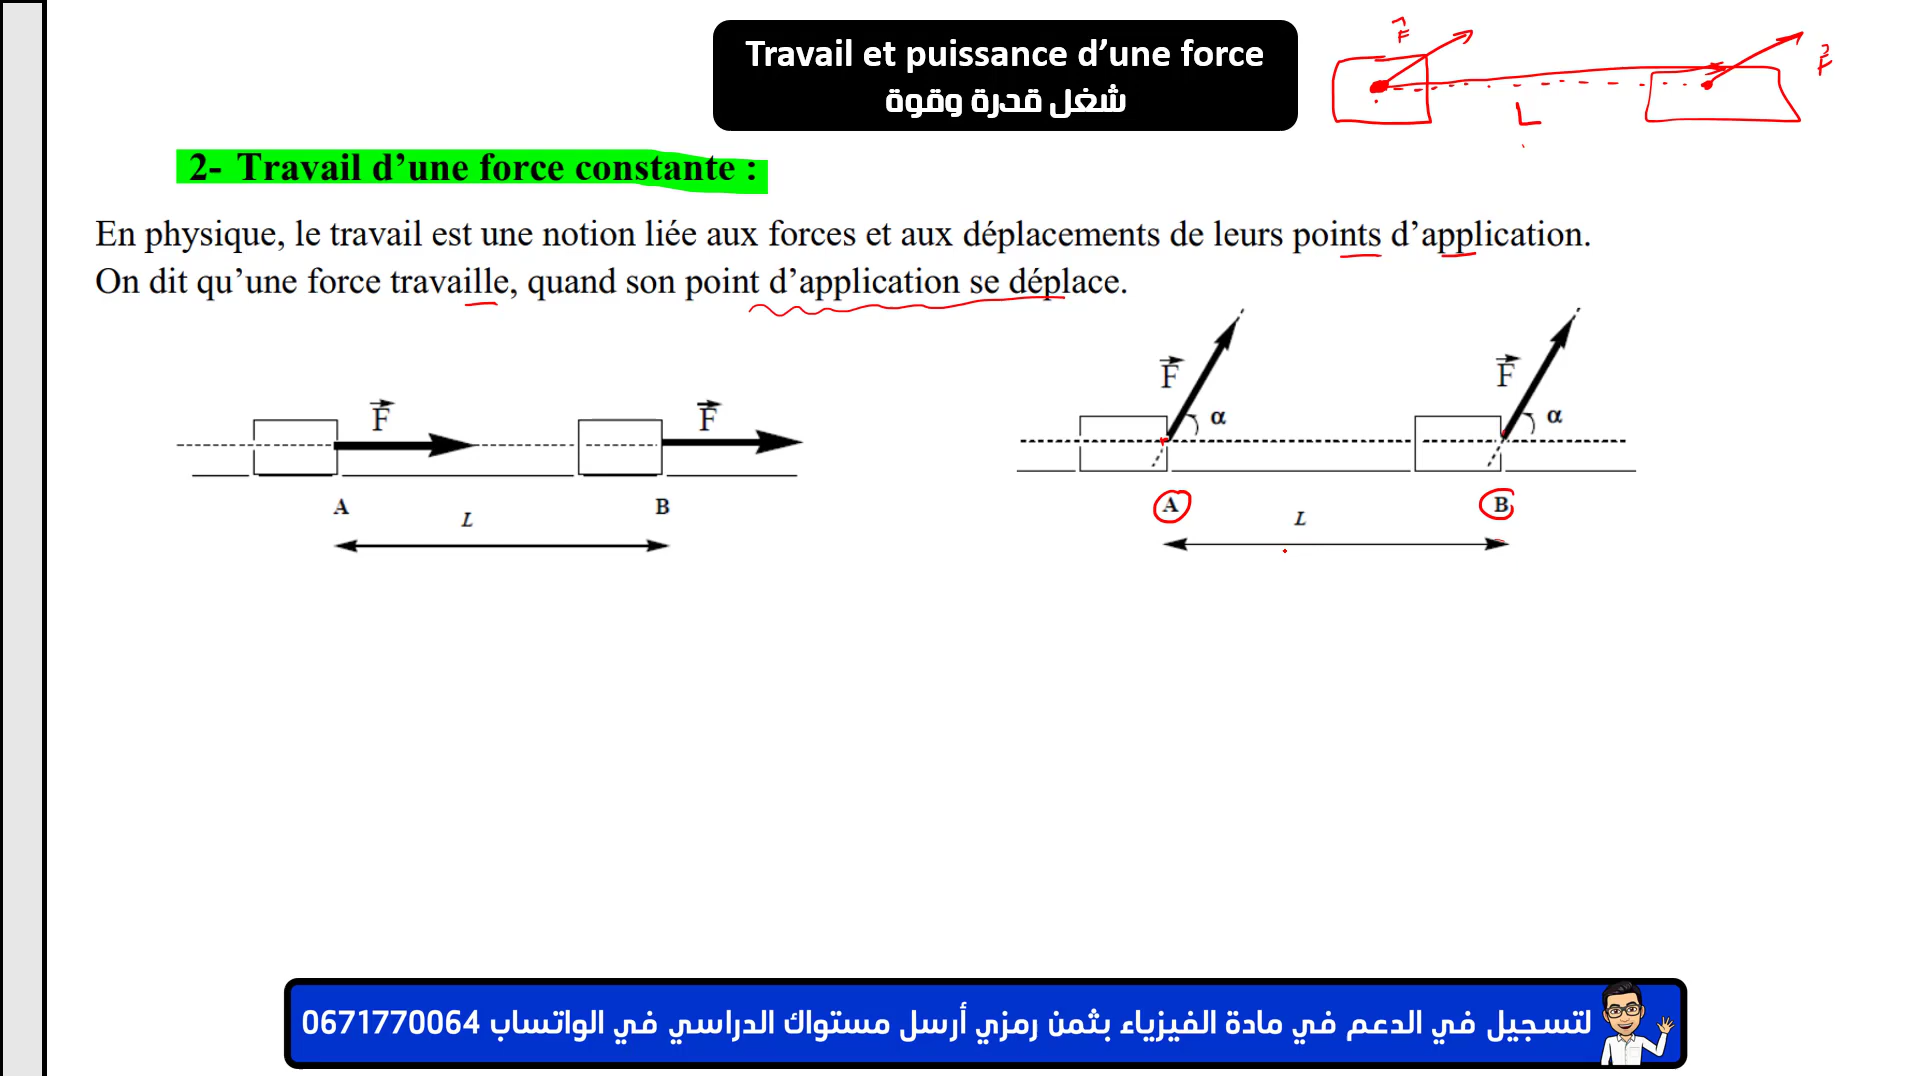 Travail et puissance d’une force
شغل قدرة وقوة
F
F
L
2- Travail d’une force constante :
En physique, le travail est une notion liée aux forces et aux déplacements de leurs points d’application.
On dit qu’une force travaille, quand son point d’application se déplace.
F
F
A
B
L
F
α
F
α
A
B
L
لتسجيل في الدعم في مادة الفيزياء بثمن رمزي أرسل مستواك الدراسي في الواتساب 0671770064